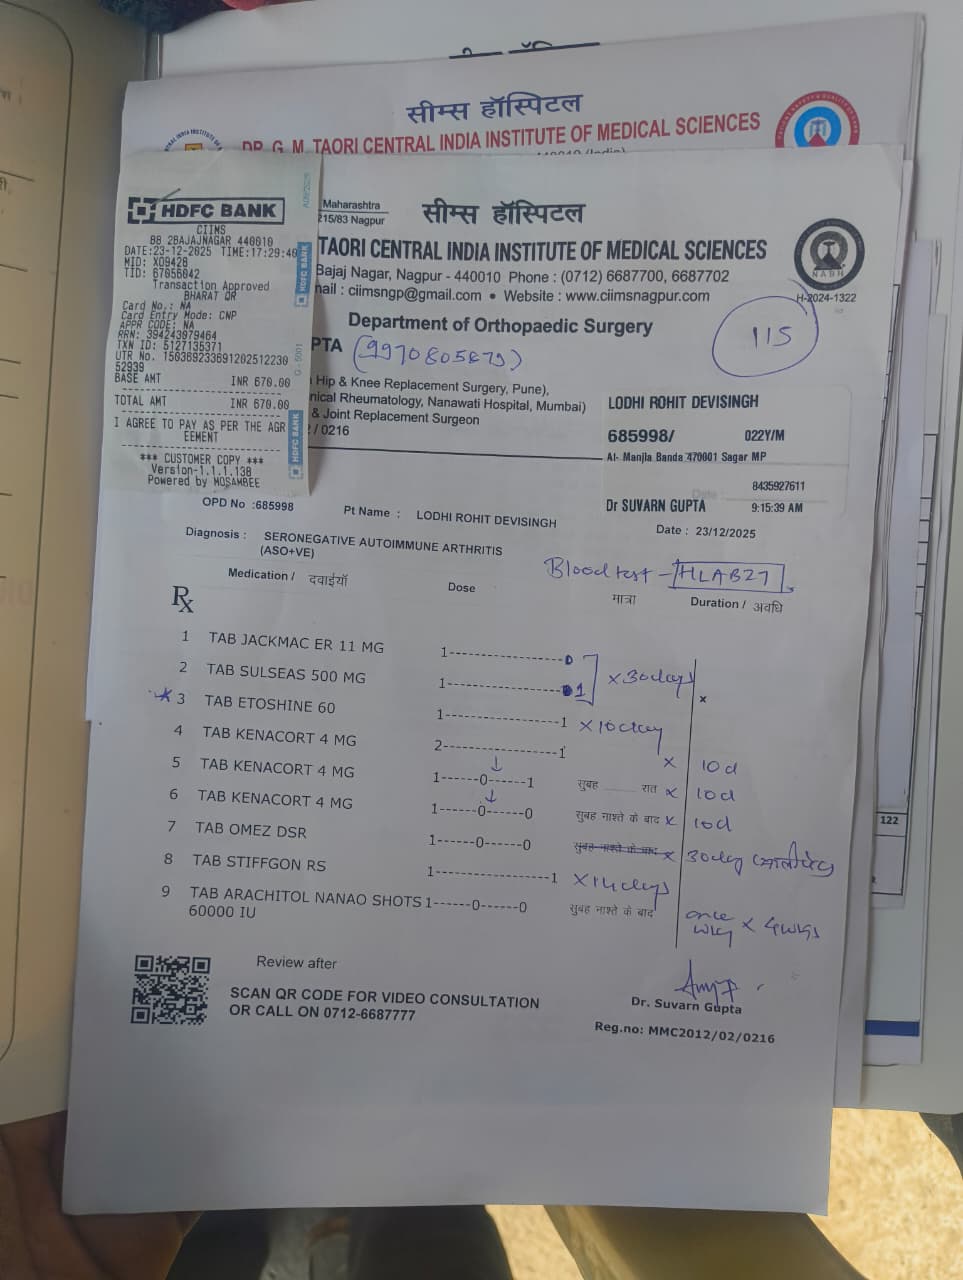 सीम्स हॉस्पिटल
DR. G. M. TAORI CENTRAL INDIA INSTITUTE OF MEDICAL SCIENCES
HDFC BANK
CIIMS
88 2BAJAJNAGAR 440010
DATE:23-12-2025 TIME:17:29:40
MID: X09428
TID: 67056042
Transaction Approved
BHARAT QR
Card No.: NA
Card Entry Mode: CNP
APPR CODE: NA
RRN: 394243979464
TXN ID: 5127135371
UTR No. 156369233691202512230
52939
BASE AMT INR 670.00
TOTAL AMT INR 670.00
I AGREE TO PAY AS PER THE AGR
EEMENT
*** CUSTOMER COPY ***
Version-1.1.1.138
Powered by MOSAMBEE
HDFC BANK
HDFC BANK
Maharashtra
215/83 Nagpur
सीम्स हॉस्पिटल
TAORI CENTRAL INDIA INSTITUTE OF MEDICAL SCIENCES
Bajaj Nagar, Nagpur - 440010 Phone : (0712) 6687700, 6687702
mail : ciimsngp@gmail.com • Website : www.ciimsnagpur.com
NABH
H-2024-1322
Department of Orthopaedic Surgery
115
PTA
Hip & Knee Replacement Surgery, Pune),
nical Rheumatology, Nanawati Hospital, Mumbai)
& Joint Replacement Surgeon
2 / 0216
LODHI ROHIT DEVISINGH
685998/ 022Y/M
At- Manjla Banda 470001 Sagar MP
8435927611
Dr SUVARN GUPTA 9:15:39 AM
OPD No :685998 Pt Name : LODHI ROHIT DEVISINGH Date : 23/12/2025
Diagnosis : SERONEGATIVE AUTOIMMUNE ARTHRITIS
(ASO+VE)
Blood test - HLAB27
Medication / दवाईयाँ Dose मात्रा Duration / अवधि
Rx
1 TAB JACKMAC ER 11 MG 1--------------------0
2 TAB SULSEAS 500 MG 1--------------------1 x 30days x
3 TAB ETOSHINE 60 1--------------------1 x 10day
4 TAB KENACORT 4 MG 2--------------------1 x 10d
5 TAB KENACORT 4 MG 1------0------1 सुबह ...... रात x 10d
6 TAB KENACORT 4 MG 1------0------0 सुबह नाश्ते के बाद x 10d
7 TAB OMEZ DSR 1------0------0 सुबह नाश्ते के बाद x 30day
8 TAB STIFFGON RS 1--------------------1 x 14days
9 TAB ARACHITOL NANAO SHOTS 1------0------0 सुबह नाश्ते के बाद once x 4wks
60000 IU
122
Review after
SCAN QR CODE FOR VIDEO CONSULTATION
OR CALL ON 0712-6687777
Dr. Suvarn Gupta
Reg.no: MMC2012/02/0216